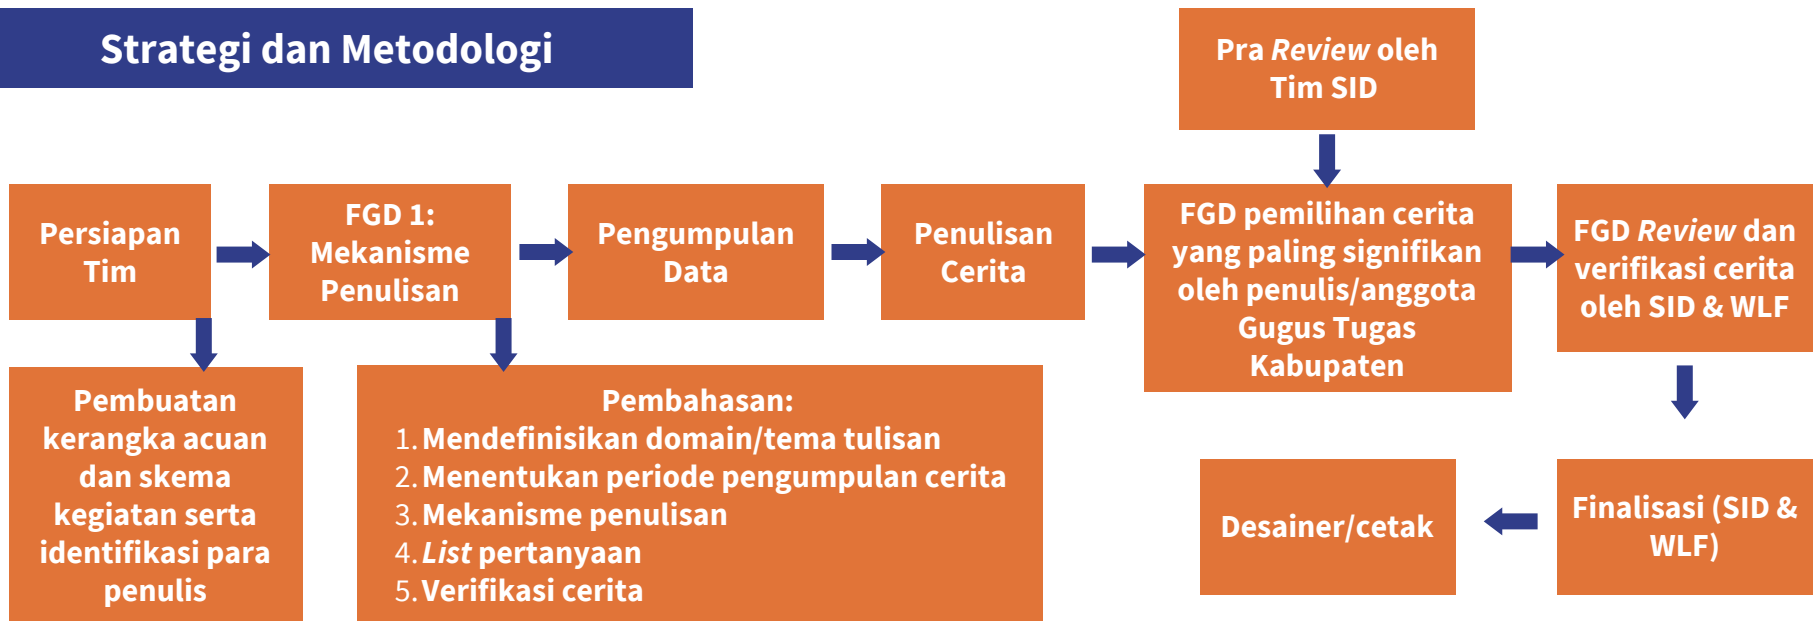 Strategi dan Metodologi
Pra Review oleh
Tim SID
Persiapan
Tim
FGD 1:
Mekanisme
Penulisan
Pengumpulan
Data
Penulisan
Cerita
FGD pemilihan cerita
yang paling signifikan
oleh penulis/anggota
Gugus Tugas
Kabupaten
FGD Review dan
verifikasi cerita
oleh SID & WLF
Pembuatan
kerangka acuan
dan skema
kegiatan serta
identifikasi para
penulis
Pembahasan:
1. Mendefinisikan domain/tema tulisan
2. Menentukan periode pengumpulan cerita
3. Mekanisme penulisan
4. List pertanyaan
5. Verifikasi cerita
Finalisasi (SID &
WLF)
Desainer/cetak